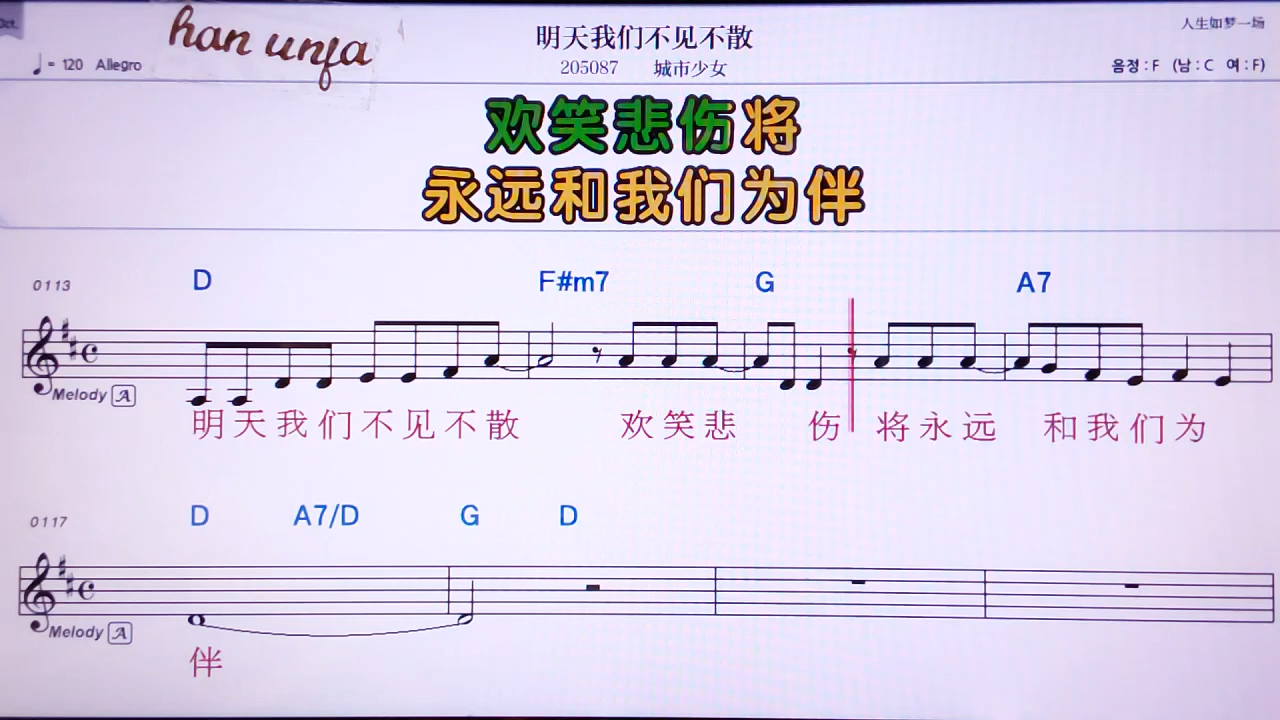 Oct.
han unfa
明天我们不见不散
人生如梦一场
♩= 120 Allegro
205087 城市少女
음정 : F (남 : C 여 : F)
欢笑悲伤将
永远和我们为伴
0113 D F#m7 G A7
Melody A
明天我们不见不散 欢笑悲 伤 将永远 和我们为
0117 D A7/D G D
Melody A
伴